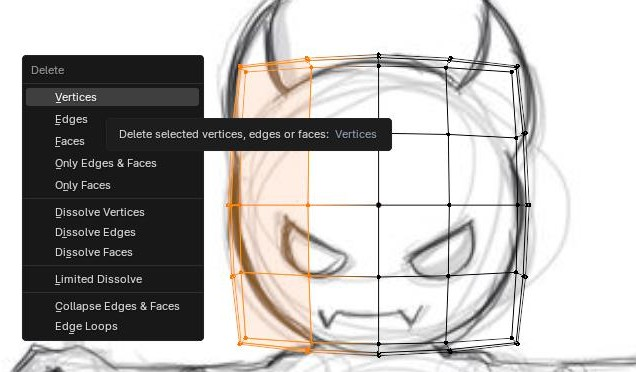 Delete
Vertices
Edges
Delete selected vertices, edges or faces: Vertices
Faces
Only Edges & Faces
Only Faces
Dissolve Vertices
Dissolve Edges
Dissolve Faces
Limited Dissolve
Collapse Edges & Faces
Edge Loops